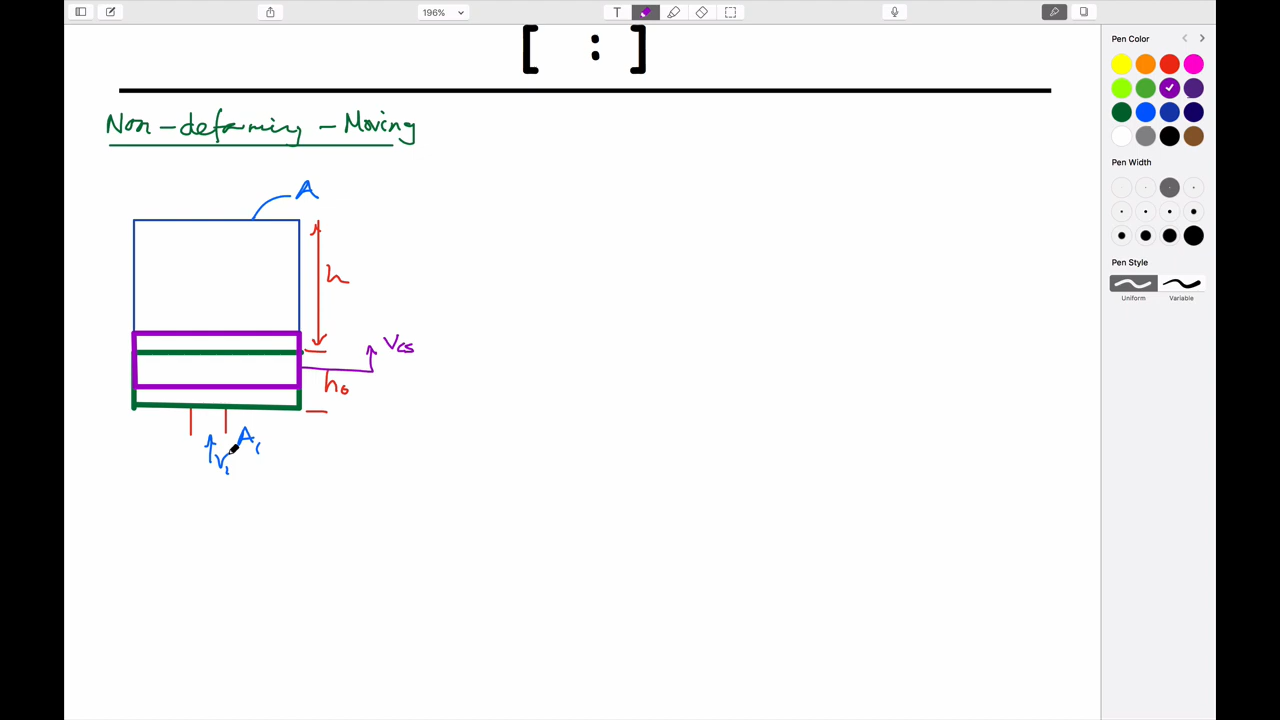 196%
T
[ : ]
Pen Color
Non-deforming - Moving
Pen Width
A
Pen Style
h
Uniform
Variable
Vcs
h₀
A₁
V₁